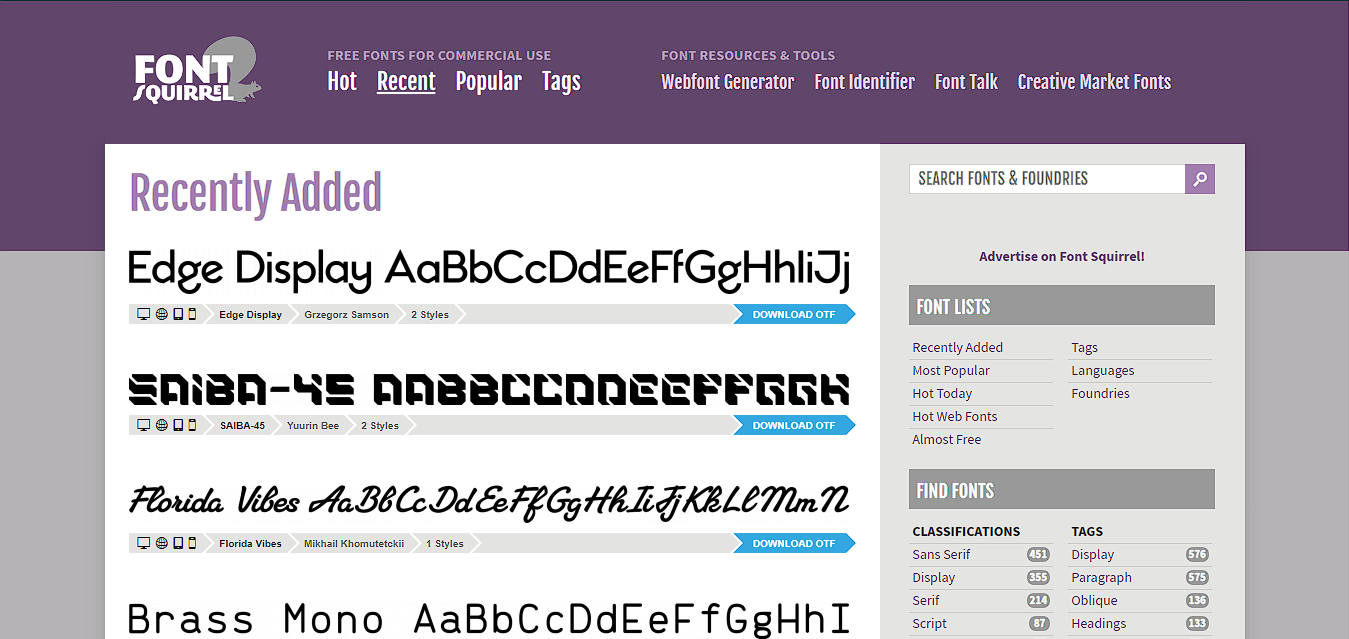 FONT
SQUIRREL
FREE FONTS FOR COMMERCIAL USE
Hot Recent Popular Tags
FONT RESOURCES & TOOLS
Webfont Generator Font Identifier Font Talk Creative Market Fonts
Recently Added
Edge Display AaBbCcDdEeFfGgHhIiJj
Edge Display Grzegorz Samson 2 Styles DOWNLOAD OTF
SAIBA-45 AABBCCDDEEFFGGH
SAIBA-45 Yuurin Bee 2 Styles DOWNLOAD OTF
Florida Vibes AaBbCcDdEeFfGgHhIiJjKkLlMmN
Florida Vibes Mikhail Khomutetckii 1 Styles DOWNLOAD OTF
Brass Mono AaBbCcDdEeFfGgHhI
SEARCH FONTS & FOUNDRIES
Advertise on Font Squirrel!
FONT LISTS
Recently Added Tags
Most Popular Languages
Hot Today Foundries
Hot Web Fonts
Almost Free
FIND FONTS
CLASSIFICATIONS TAGS
Sans Serif 451 Display 576
Display 355 Paragraph 575
Serif 214 Oblique 136
Script 87 Headings 133